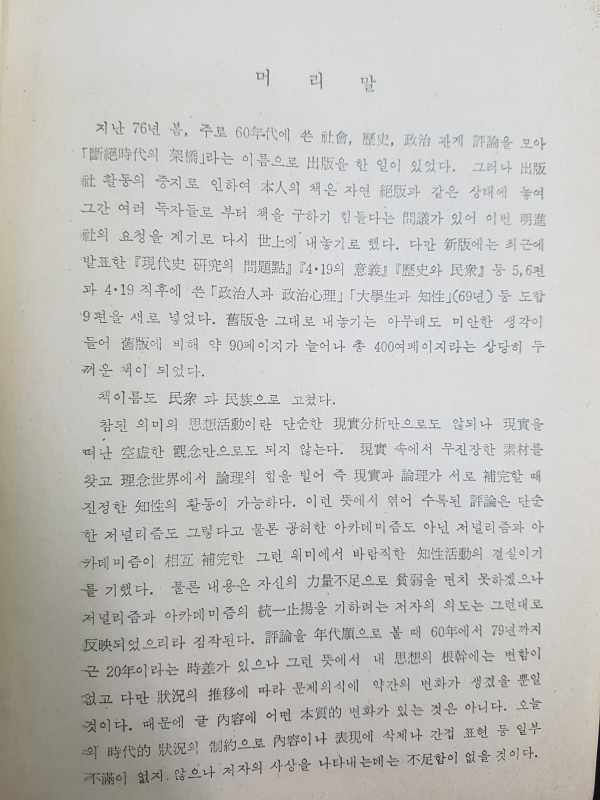 머 리 말
지난 76년 봄, 주로 60年代에 쓴 社會, 歷史, 政治 관계 評論을 모아
「斷絕時代의 架橋」라는 이름으로 出版을 한 일이 있었다. 그러나 出版
社 활동의 중지로 인하여 本人의 책은 자연 絕版과 같은 상태에 놓여
그간 여러 독자들로 부터 책을 구하기 힘들다는 問議가 있어 이번 明進
社의 요청을 계기로 다시 世上에 내놓기로 했다. 다만 新版에는 최근에
발표한 『現代史 硏究의 問題點』『4·19의 意義』『歷史와 民衆』 등 5,6편
과 4·19 직후에 쓴 「政治人과 政治心理」「大學生과 知性」(69년) 등 도합
9편을 새로 넣었다. 舊版을 그대로 내놓기는 아무래도 미안한 생각이
들어 舊版에 비해 약 90페이지가 늘어나 총 400여페이지라는 상당히 두
꺼운 책이 되었다.
책이름도 民衆 과 民族으로 고쳤다.
참된 의미의 思想活動이란 단순한 現實分析만으로도 않되나 現實을
떠난 空虛한 觀念만으로도 되지 않는다. 現實 속에서 무진장한 素材를
찾고 理念世界에서 論理의 힘을 빌어 즉 現實과 論理가 서로 補完할 때
진정한 知性의 활동이 가능하다. 이런 뜻에서 엮어 수록된 評論은 단순
한 저널리즘도 그렇다고 물론 공허한 아카데미즘도 아닌 저널리즘과 아
카데미즘이 相互 補完한 그런 의미에서 바람직한 知性活動의 결실이기
를 기했다. 물론 내용은 자신의 力量不足으로 貧弱을 면치 못하겠으나
저널리즘과 아카데미즘의 統一止揚을 기하려는 저자의 의도는 그런대로
反映되었으리라 짐작된다. 評論을 年代順으로 볼 때 60年에서 79년까지
근 20年이라는 時差가 있으나 그런 뜻에서 내 思想의 根幹에는 변함이
없고 다만 狀況의 推移에 따라 문제의식에 약간의 변화가 생겼을 뿐일
것이다. 때문에 글 內容에 어떤 本質的 변화가 있는 것은 아니다. 오늘
의 時代的 狀況의 制約으로 內容이나 表現에 삭제나 간접 표현 등 일부
不滿이 없지 않으나 저자의 사상을 나타내는데는 不足함이 없을 것이다.